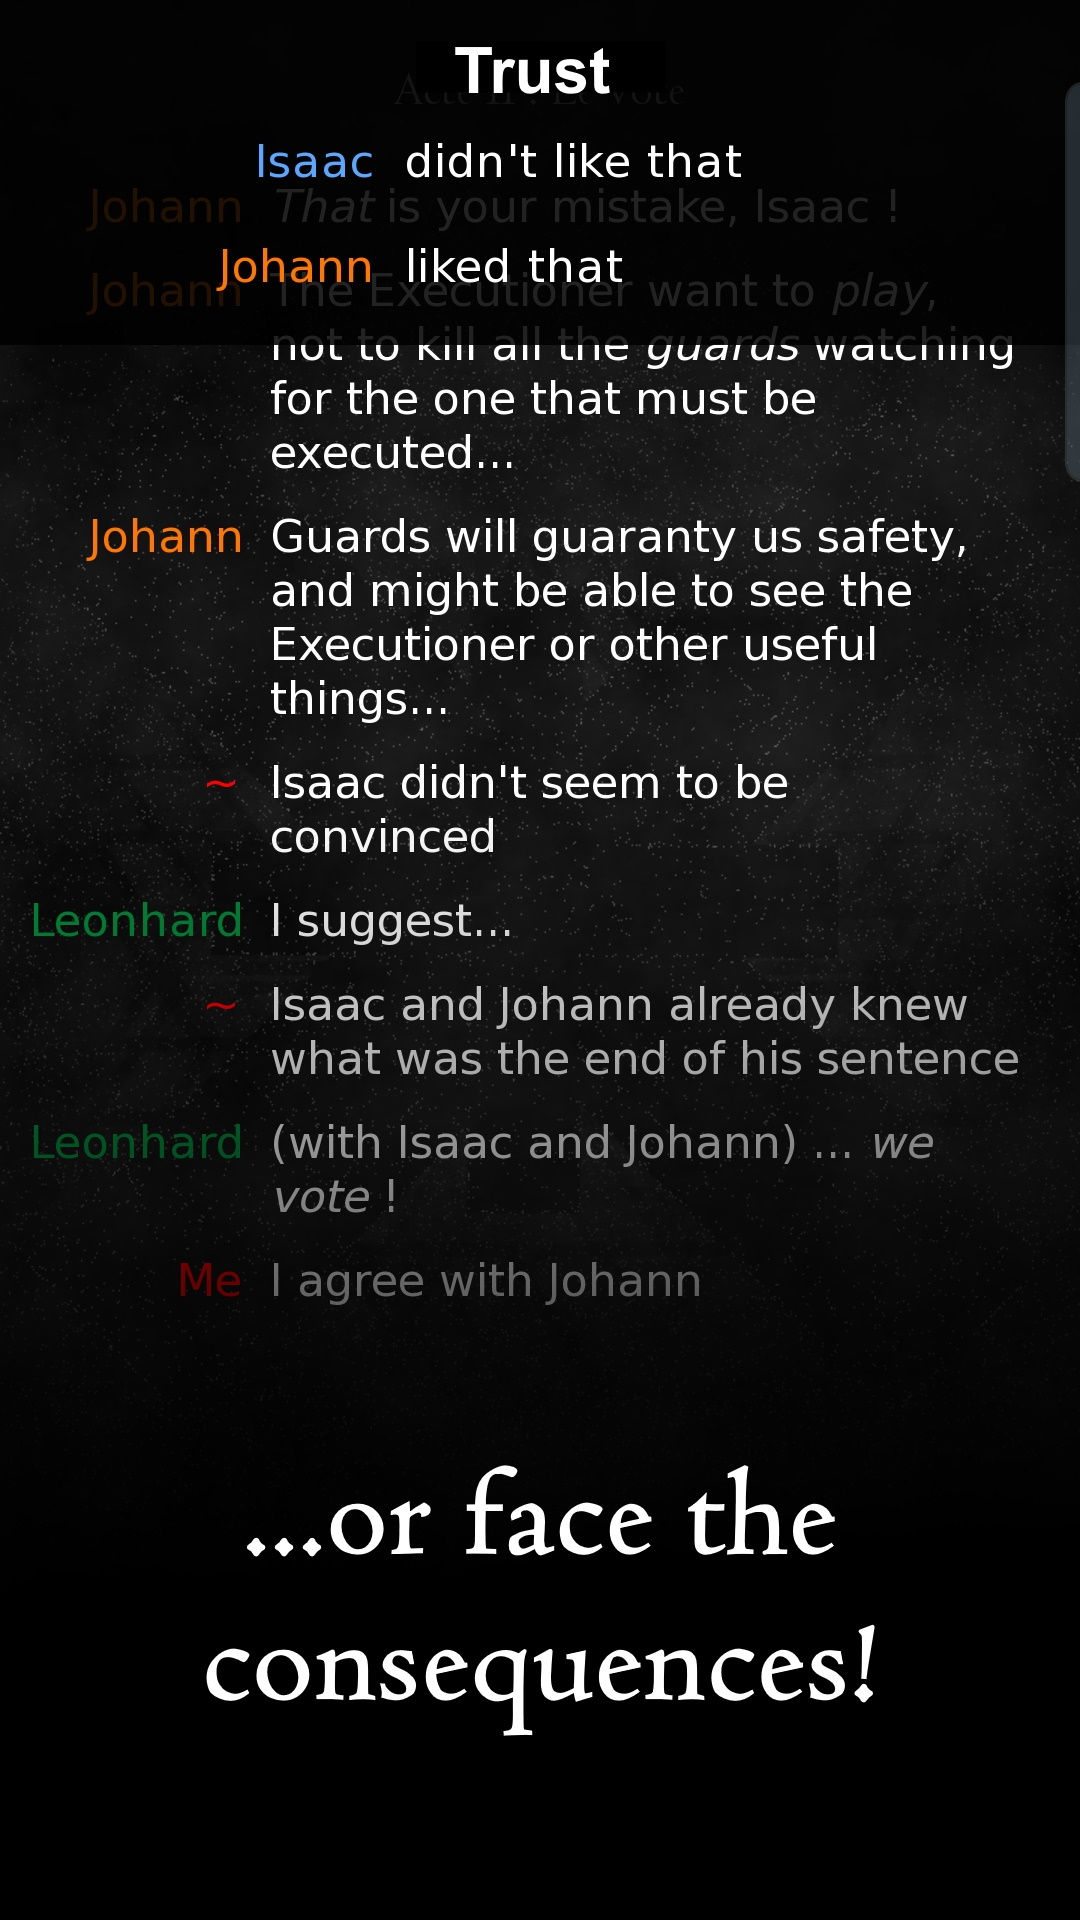 Trust
Acte II : Le Vote
Isaac didn't like that
Johann That is your mistake, Isaac !
Johann liked that
Johann The Executioner want to play,
not to kill all the guards watching
for the one that must be
executed...
Johann Guards will guaranty us safety,
and might be able to see the
Executioner or other useful
things...
~ Isaac didn't seem to be
convinced
Leonhard I suggest...
~ Isaac and Johann already knew
what was the end of his sentence
Leonhard (with Isaac and Johann) ... we
vote !
Me I agree with Johann
...or face the
consequences!